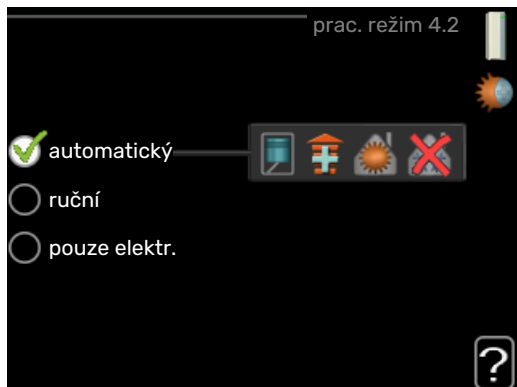 prac. režim 4.2
automatický
ruční
pouze elektr.
?